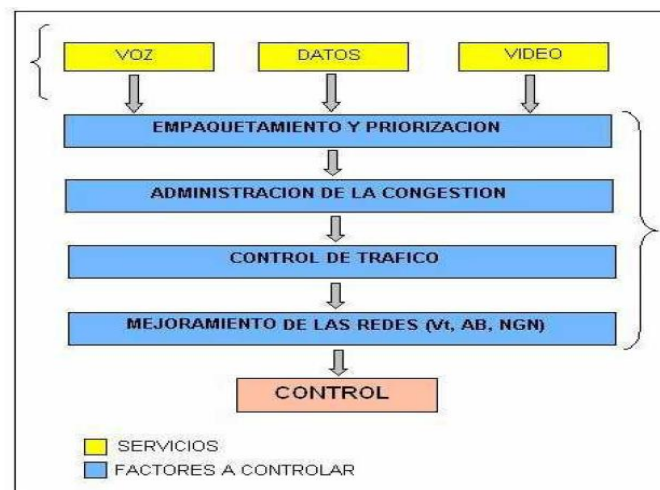 VOZ DATOS VIDEO
EMPAQUETAMIENTO Y PRIORIZACION
ADMINISTRACION DE LA CONGESTION
CONTROL DE TRAFICO
MEJORAMIENTO DE LAS REDES (Vt, AB, NGN)
CONTROL
SERVICIOS
FACTORES A CONTROLAR